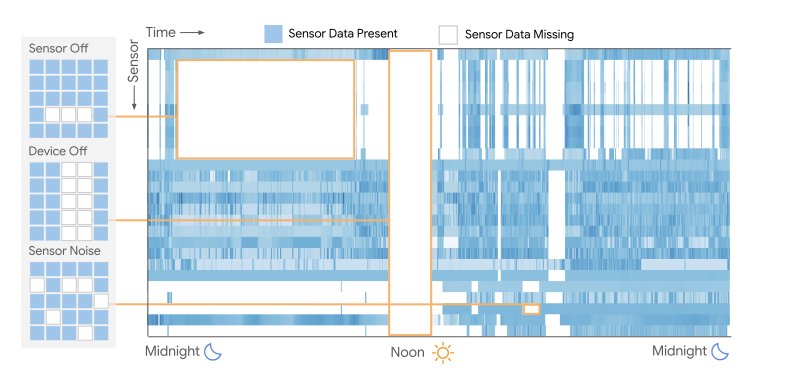 Time
Sensor Data Present
Sensor Data Missing
Sensor Off
Sensor
Device Off
Sensor Noise
Midnight
Noon
Midnight